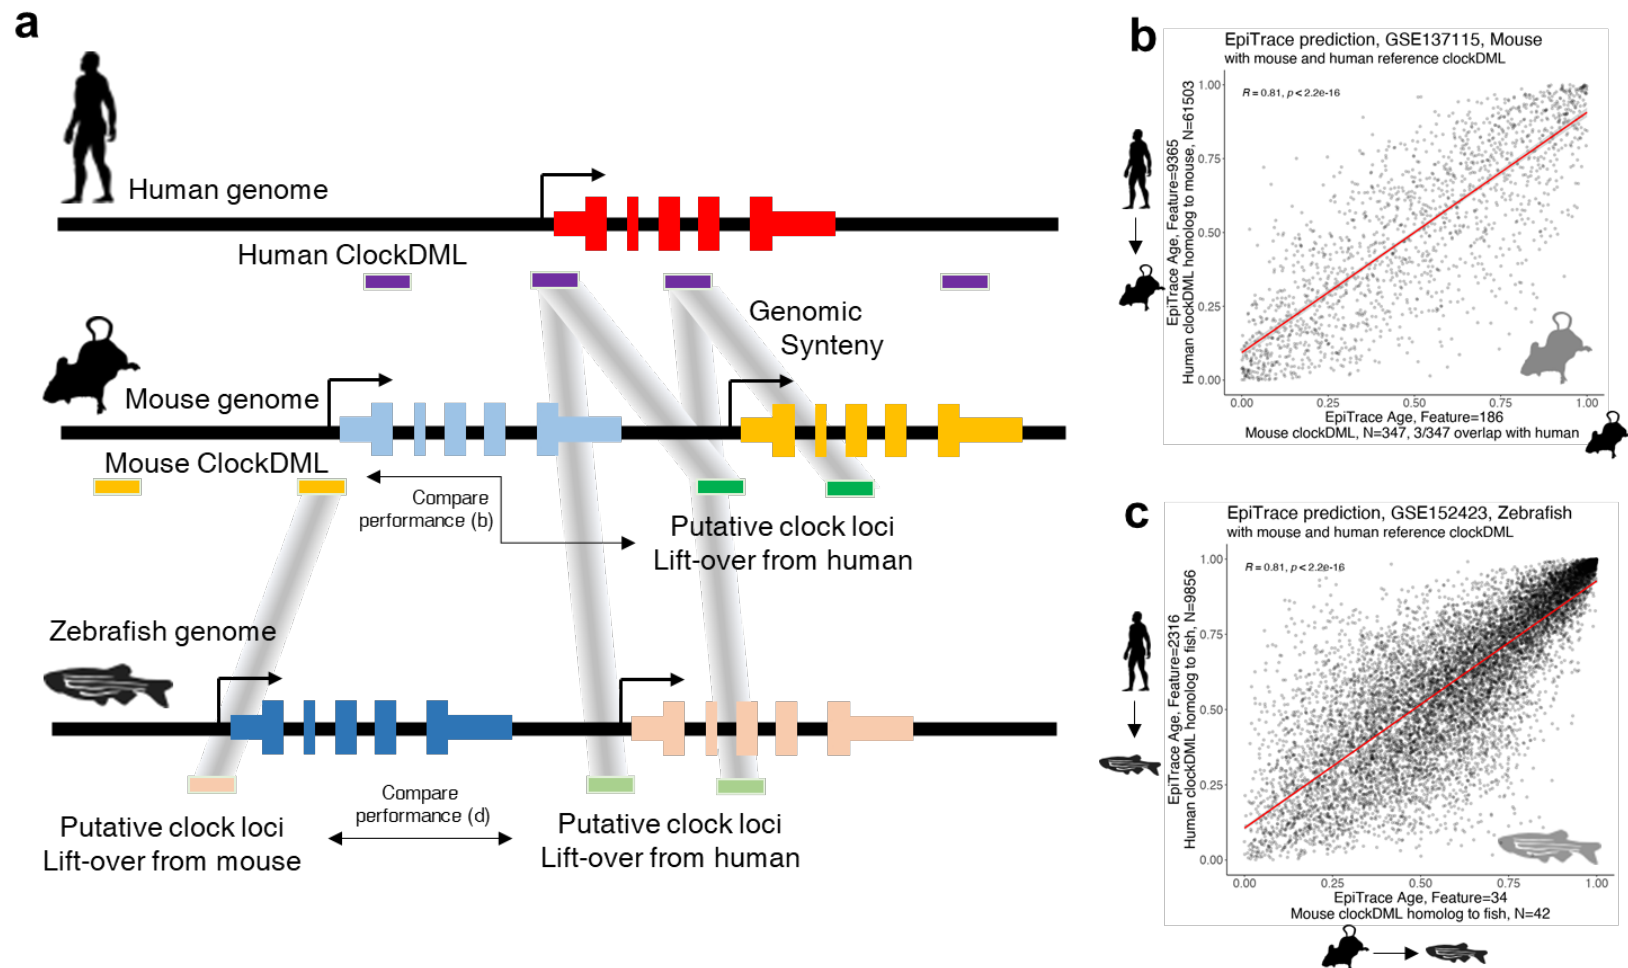 a
Human genome
Human ClockDML
Genomic
Synteny
Mouse genome
Mouse ClockDML
Compare
performance (b)
Putative clock loci
Lift-over from human
Zebrafish genome
Compare
performance (d)
Putative clock loci
Lift-over from mouse
Putative clock loci
Lift-over from human
b
EpiTrace prediction, GSE137115, Mouse
with mouse and human reference clockDML
R = 0.81, p < 2.2e-16
EpiTrace Age, Feature=9365
Human clockDML homolog to mouse, N=61503
1.00
0.75
0.50
0.25
0.00
0.00
0.25
0.50
0.75
1.00
EpiTrace Age, Feature=186
Mouse clockDML, N=347, 3/347 overlap with human
c
EpiTrace prediction, GSE152423, Zebrafish
with mouse and human reference clockDML
R = 0.81, p < 2.2e-16
EpiTrace Age, Feature=2316
Human clockDML homolog to fish, N=9856
1.00
0.75
0.50
0.25
0.00
0.00
0.25
0.50
0.75
1.00
EpiTrace Age, Feature=34
Mouse clockDML homolog to fish, N=42